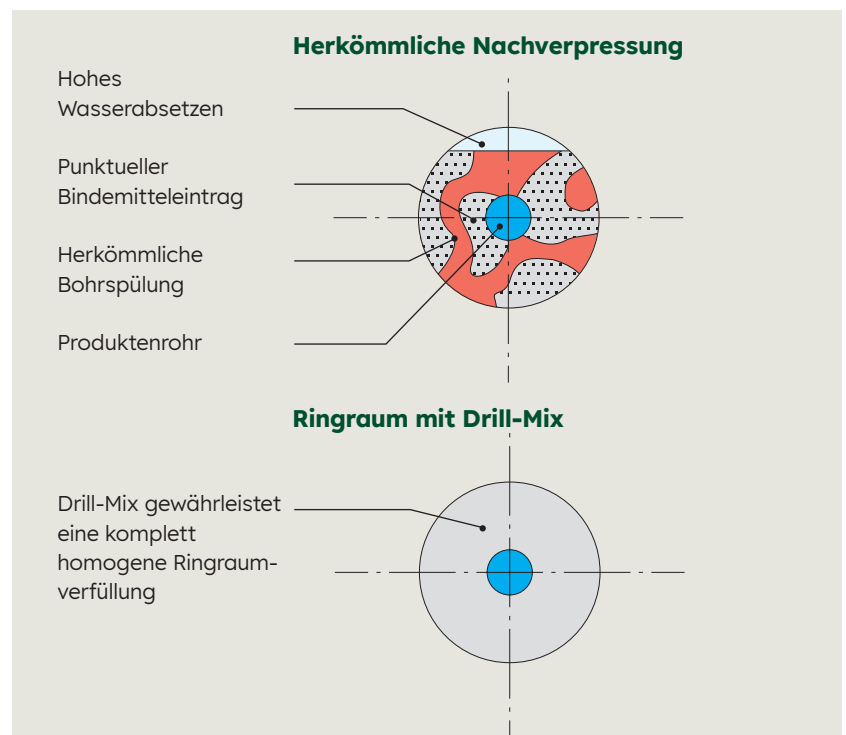 Herkömmliche Nachverpressung
Hohes
Wasserabsetzen
Punktueller
Bindemitteleintrag
Herkömmliche
Bohrspülung
Produktenrohr
Ringraum mit Drill-Mix
Drill-Mix gewährleistet
eine komplett
homogene Ringraum-
verfüllung